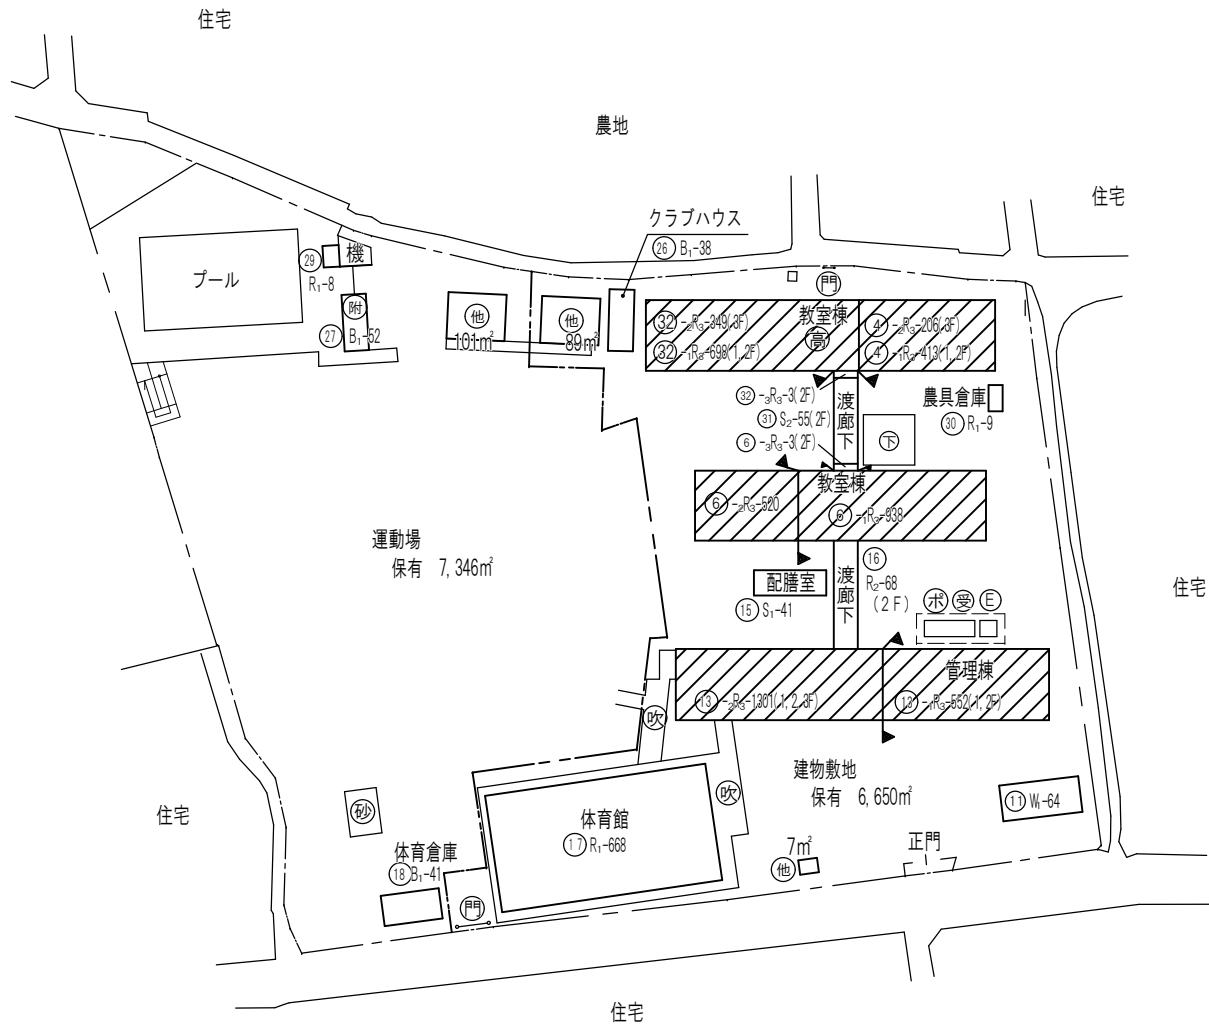 住宅
農地
住宅
クラブハウス
㉖ B₁-38
プール
㉙
機
R₁-8
附
㉗ B₁-52
他
101㎡
他
89㎡
門
教室棟
高
㉜-₂R₃-349(3F)
㉜-₁R₃-698(1,2F)
④-₂R₃-206(3F)
④-₁R₃-413(1,2F)
㉜-₃R₃-3(2F)
㉛ S₂-55(2F)
⑥-₃R₃-3(2F)
渡廊下
下
農具倉庫
㉚ R₁-9
教室棟
⑥-₂R₃-520
⑥-₁R₃-938
運動場
保有 7,346㎡
配膳室
⑮ S₁-41
渡廊下
⑯
R₂-68
(2F)
ポ 受 E
住宅
管理棟
⑬-₂R₃-1301(1,2,3F)
⑬-₁R₃-552(1,2F)
吹
吹
建物敷地
保有 6,650㎡
⑪ W₁-64
砂
住宅
体育館
⑰ R₁-668
体育倉庫
⑱ B₁-41
7㎡
他
正門
門
住宅